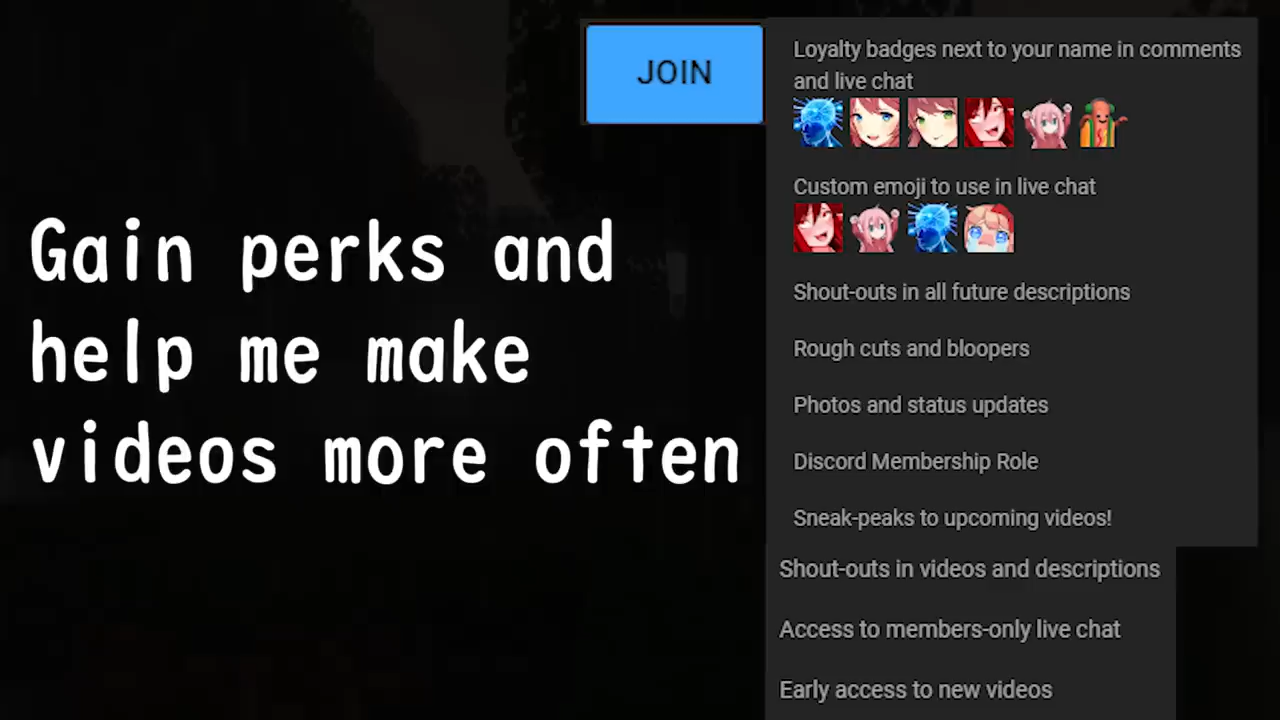 Gain perks and
help me make
videos more often
JOIN
Loyalty badges next to your name in comments
and live chat
Custom emoji to use in live chat
Shout-outs in all future descriptions
Rough cuts and bloopers
Photos and status updates
Discord Membership Role
Sneak-peaks to upcoming videos!
Shout-outs in videos and descriptions
Access to members-only live chat
Early access to new videos